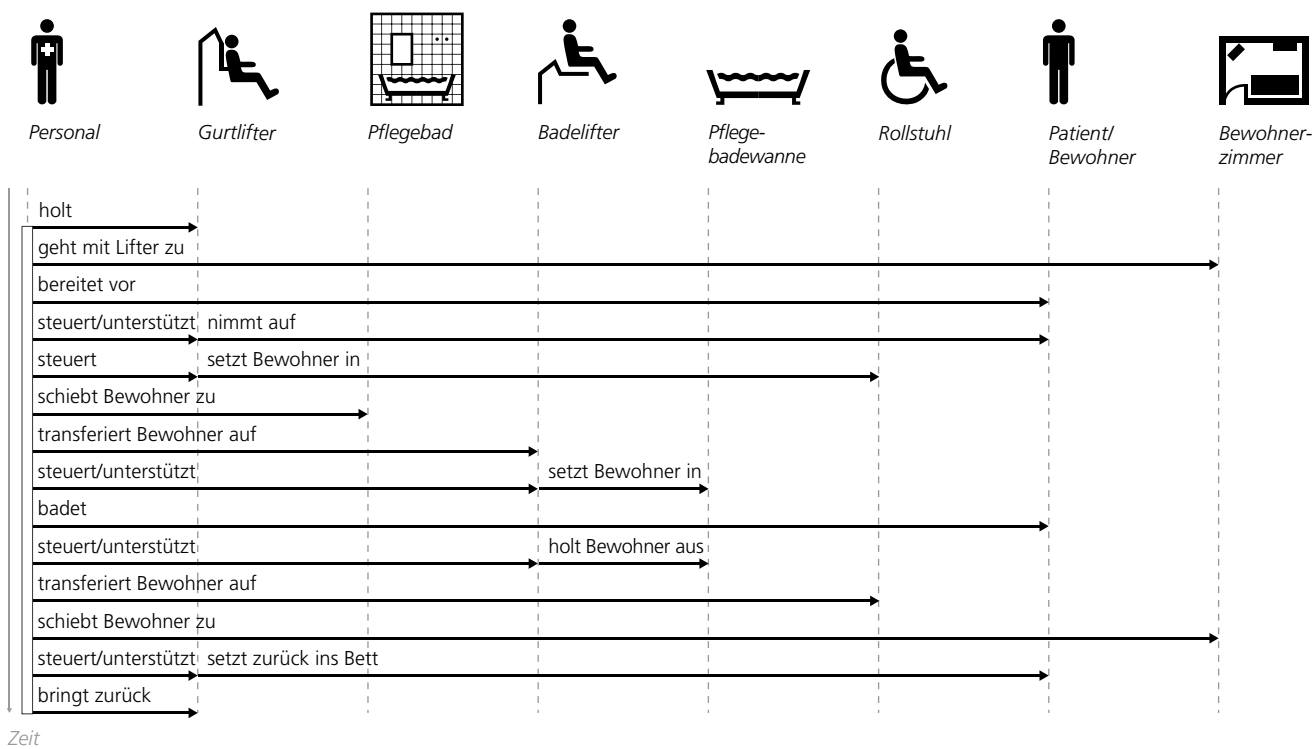 Personal
Gurtlifter
Pflegebad
Badelifter
Pflege-
badewanne
Rollstuhl
Patient/
Bewohner
Bewohner-
zimmer
holt
geht mit Lifter zu
bereitet vor
steuert/unterstützt nimmt auf
steuert setzt Bewohner in
schiebt Bewohner zu
transferiert Bewohner auf
steuert/unterstützt setzt Bewohner in
badet
steuert/unterstützt holt Bewohner aus
transferiert Bewohner auf
schiebt Bewohner zu
steuert/unterstützt setzt zurück ins Bett
bringt zurück
Zeit